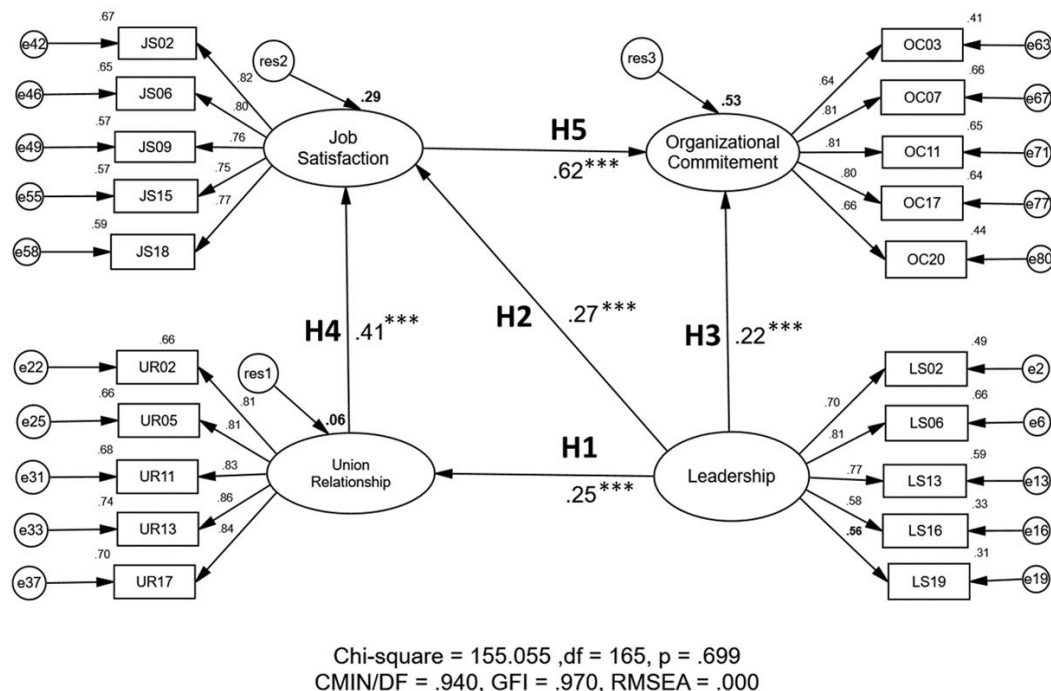 .67
e42 JS02
.82
.65
e46 JS06
.80
.57
e49 JS09
.76
.57
e55 JS15
.75
.59
e58 JS18
.77
res2
.29
Job
Satisfaction
H5
.62***
res3
.53
Organizational
Commitement
.41
OC03 e63
.64
.66
OC07 e67
.81
.65
OC11 e71
.81
.64
OC17 e77
.80
.44
OC20 e80
.66
H4
.41***
H2
.27***
H3
.22***
.66
e22 UR02
.81
.66
e25 UR05
.81
.68
e31 UR11
.83
.74
e33 UR13
.86
.70
e37 UR17
.84
res1
.06
Union
Relationship
H1
.25***
Leadership
.49
LS02 e2
.70
.66
LS06 e6
.81
.59
LS13 e13
.77
.33
LS16 e16
.58
.31
LS19 e19
.56
Chi-square = 155.055 ,df = 165, p = .699
CMIN/DF = .940, GFI = .970, RMSEA = .000